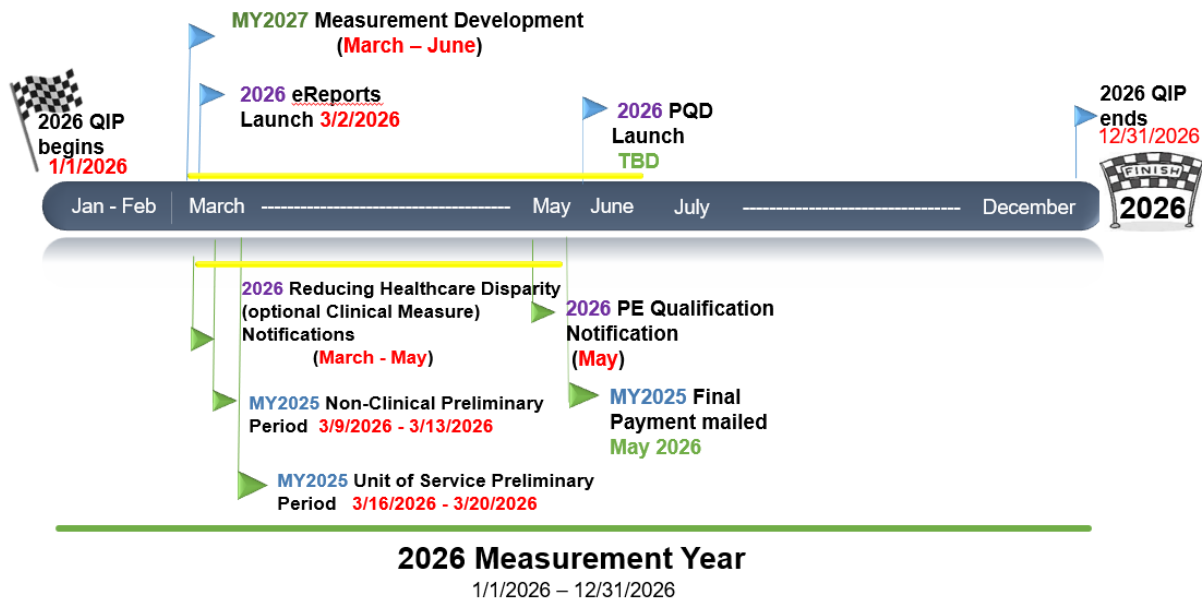 MY2027 Measurement Development
(March – June)
2026 QIP
begins
1/1/2026
2026 eReports
Launch 3/2/2026
2026 PQD
Launch
TBD
2026 QIP
ends
12/31/2026
FINISH
2026
Jan - Feb March ---------------------------------------- May June July ----------------------------------- December
2026 Reducing Healthcare Disparity
(optional Clinical Measure)
Notifications
(March - May)
2026 PE Qualification
Notification
(May)
MY2025 Non-Clinical Preliminary
Period 3/9/2026 - 3/13/2026
MY2025 Final
Payment mailed
May 2026
MY2025 Unit of Service Preliminary
Period 3/16/2026 - 3/20/2026
2026 Measurement Year
1/1/2026 – 12/31/2026